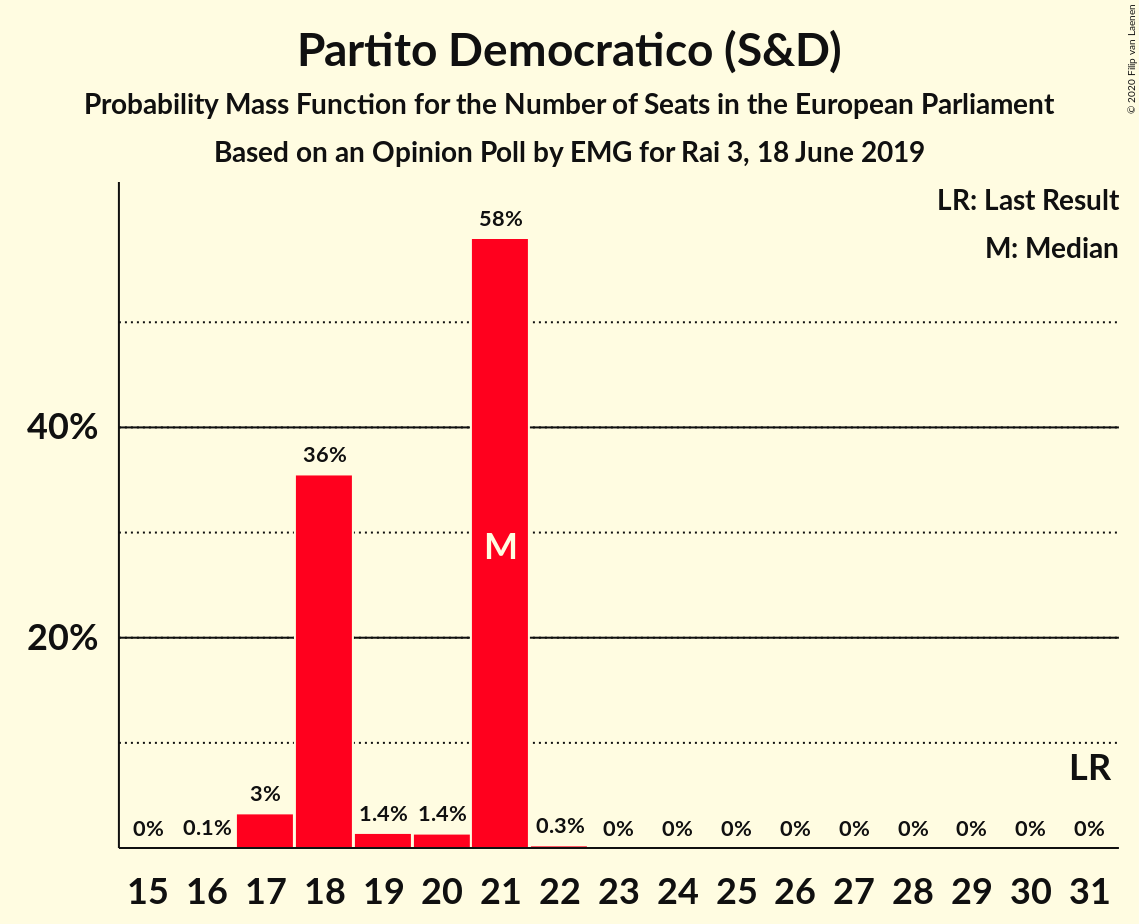 Partito Democratico (S&D)
Probability Mass Function for the Number of Seats in the European Parliament
Based on an Opinion Poll by EMG for Rai 3, 18 June 2019
© 2020 Filip van Laenen
LR: Last Result
M: Median
58%
40%
36%
M
20%
LR
0% 0.1% 3% 1.4% 1.4% 0.3% 0% 0% 0% 0% 0% 0% 0% 0% 0%
15 16 17 18 19 20 21 22 23 24 25 26 27 28 29 30 31